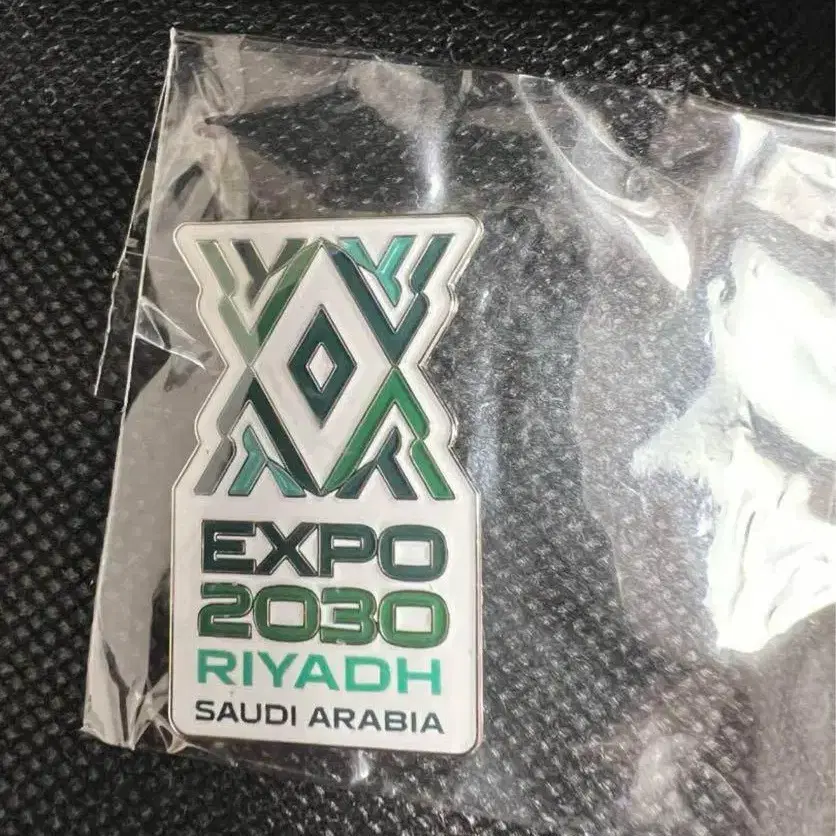 EXPO
2030
RIYADH
SAUDI ARABIA